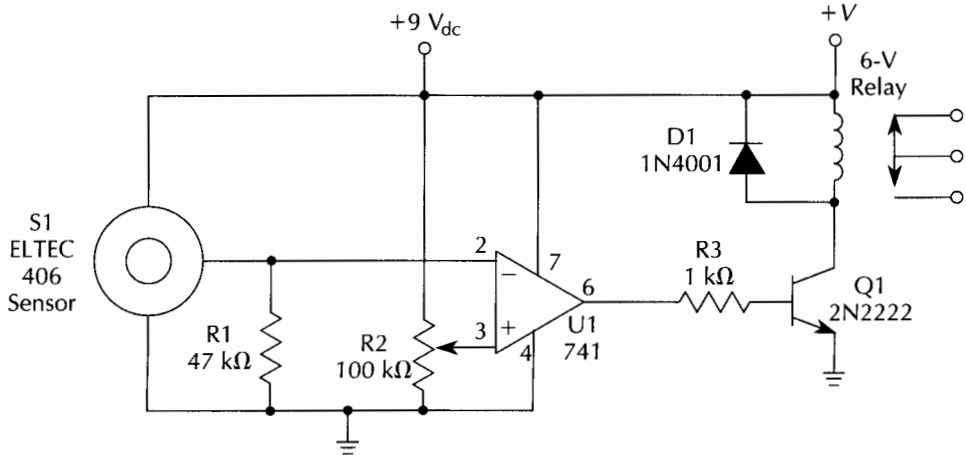 +9 Vdc
+V
6-V
Relay
D1
1N4001
S1
ELTEC
406
Sensor
2
7
−
R3
1 kΩ
6
Q1
2N2222
3
+
4
U1
741
R1
47 kΩ
R2
100 kΩ